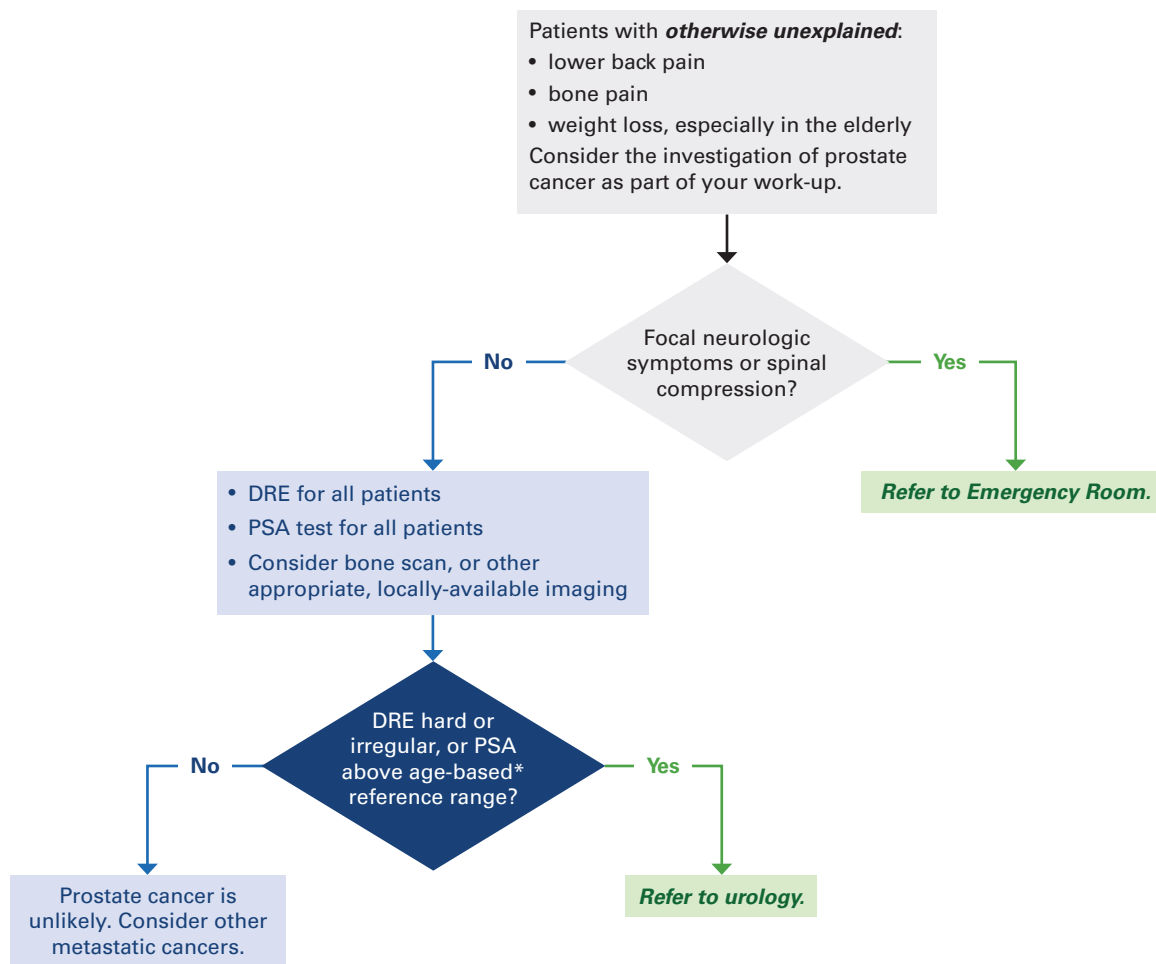 Patients with otherwise unexplained:
• lower back pain
• bone pain
• weight loss, especially in the elderly
Consider the investigation of prostate
cancer as part of your work-up.
Focal neurologic
symptoms or spinal
compression?
No
Yes
• DRE for all patients
• PSA test for all patients
• Consider bone scan, or other
appropriate, locally-available imaging
Refer to Emergency Room.
DRE hard or
irregular, or PSA
above age-based*
reference range?
No
Yes
Prostate cancer is
unlikely. Consider other
metastatic cancers.
Refer to urology.